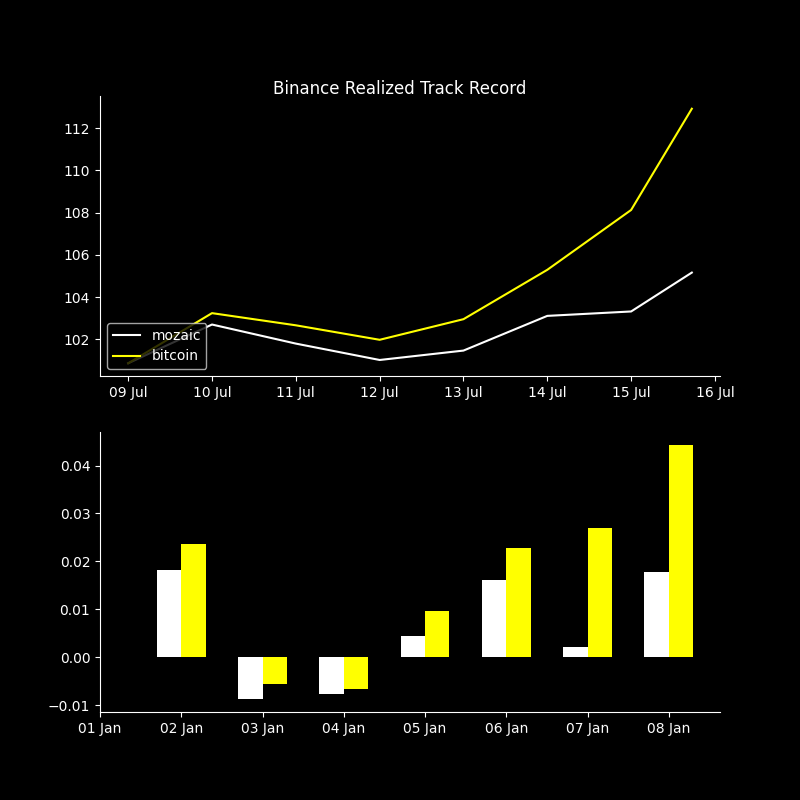 Binance Realized Track Record
112
110
108
106
104
102
mozaic
bitcoin
09 Jul 10 Jul 11 Jul 12 Jul 13 Jul 14 Jul 15 Jul 16 Jul
0.04
0.03
0.02
0.01
0.00
−0.01
01 Jan 02 Jan 03 Jan 04 Jan 05 Jan 06 Jan 07 Jan 08 Jan